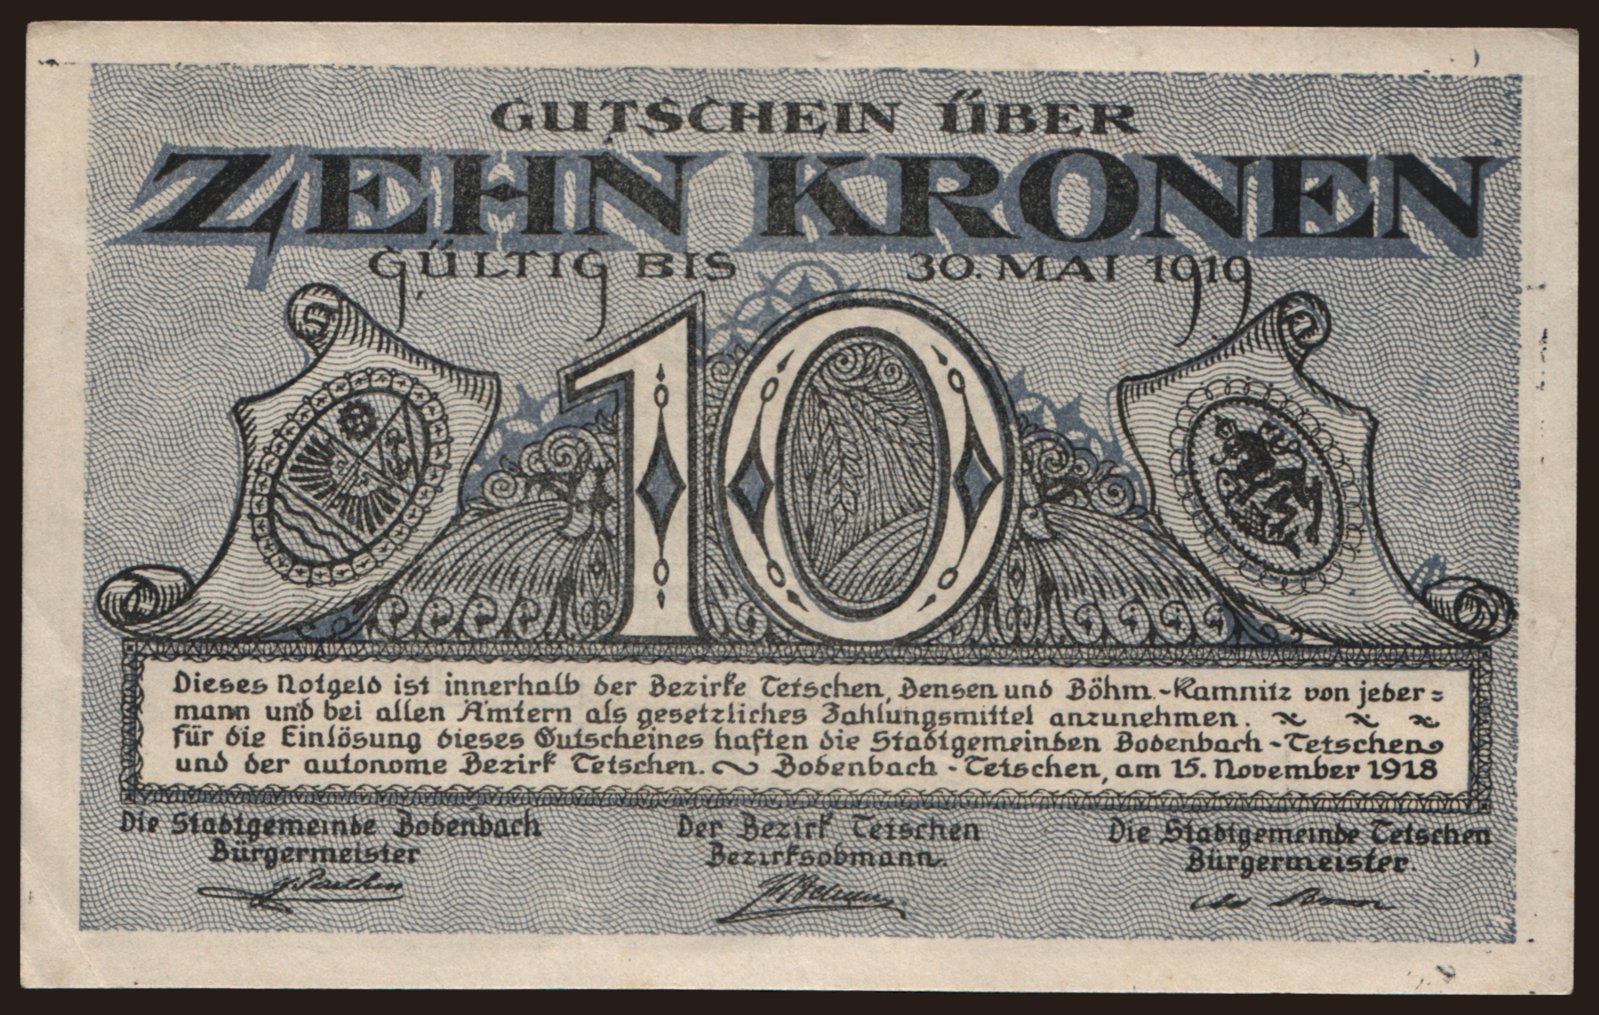 GUTSCHEIN ÜBER
ZEHN KRONEN
GÜLTIG BIS 30. MAI 1919
10
Dieses Notgeld ist innerhalb der Bezirke Tetschen, Bensen und Böhm.-Kamnitz von jeder=
mann und bei allen Ämtern als gesetzliches Zahlungsmittel anzunehmen.
für die Einlösung dieses Gutscheines haften die Stadtgemeinden Bodenbach-Tetschen
und der autonome Bezirk Tetschen. Bodenbach-Tetschen, am 15. November 1918
Die Stadtgemeinde Bodenbach
Bürgermeister
Der Bezirk Tetschen
Bezirksobmann.
Die Stadtgemeinde Tetschen
Bürgermeister.